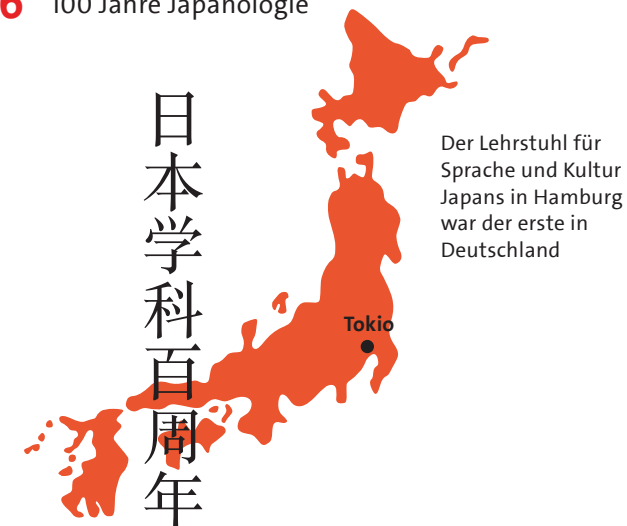 6 100 Jahre Japanologie
日本学科百周年
Der Lehrstuhl für
Sprache und Kultur
Japans in Hamburg
war der erste in
Deutschland
Tokio